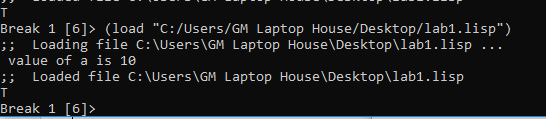 T
Break 1 [6]> (load "C:/Users/GM Laptop House/Desktop/lab1.lisp")
;;  Loading file C:\Users\GM Laptop House\Desktop\lab1.lisp ...
 value of a is 10
;;  Loaded file C:\Users\GM Laptop House\Desktop\lab1.lisp
T
Break 1 [6]>